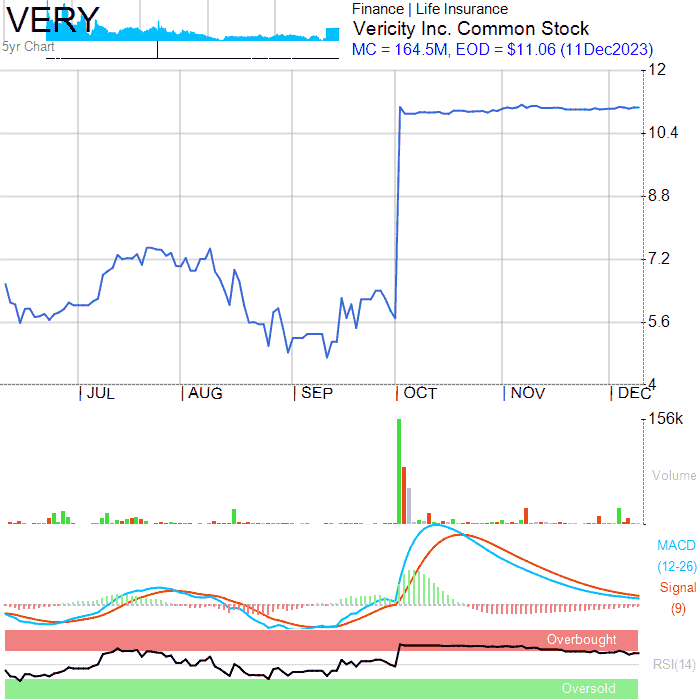 VERY
5yr Chart
Finance | Life Insurance
Vericity Inc. Common Stock
MC = 164.5M, EOD = $11.06 (11Dec2023)
12
10.4
8.8
7.2
5.6
4
JUL AUG SEP OCT NOV DEC
156k
Volume
MACD
(12-26)
Signal
(9)
Overbought
RSI(14)
Oversold